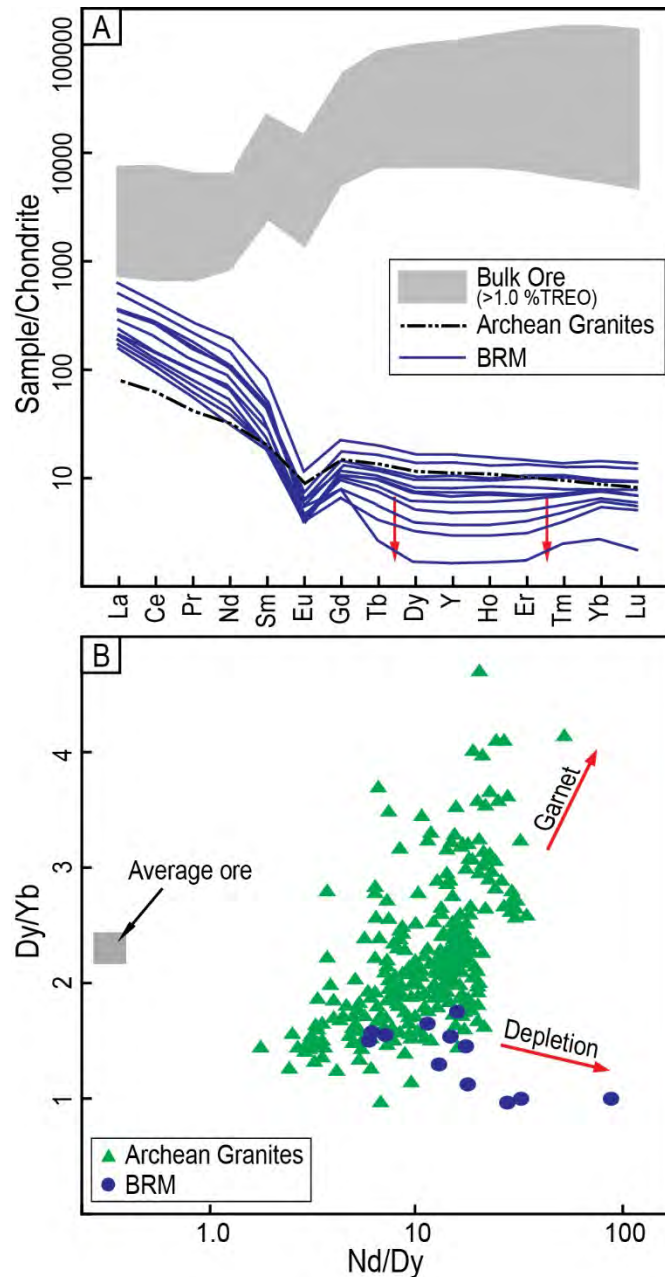 A
Sample/Chondrite
100000
10000
1000
100
10
Bulk Ore
(>1.0 %TREO)
Archean Granites
BRM
La Ce Pr Nd Sm Eu Gd Tb Dy Y Ho Er Tm Yb Lu
B
Dy/Yb
4
3
2
1
Average ore
Garnet
Depletion
Archean Granites
BRM
1.0 10 100
Nd/Dy